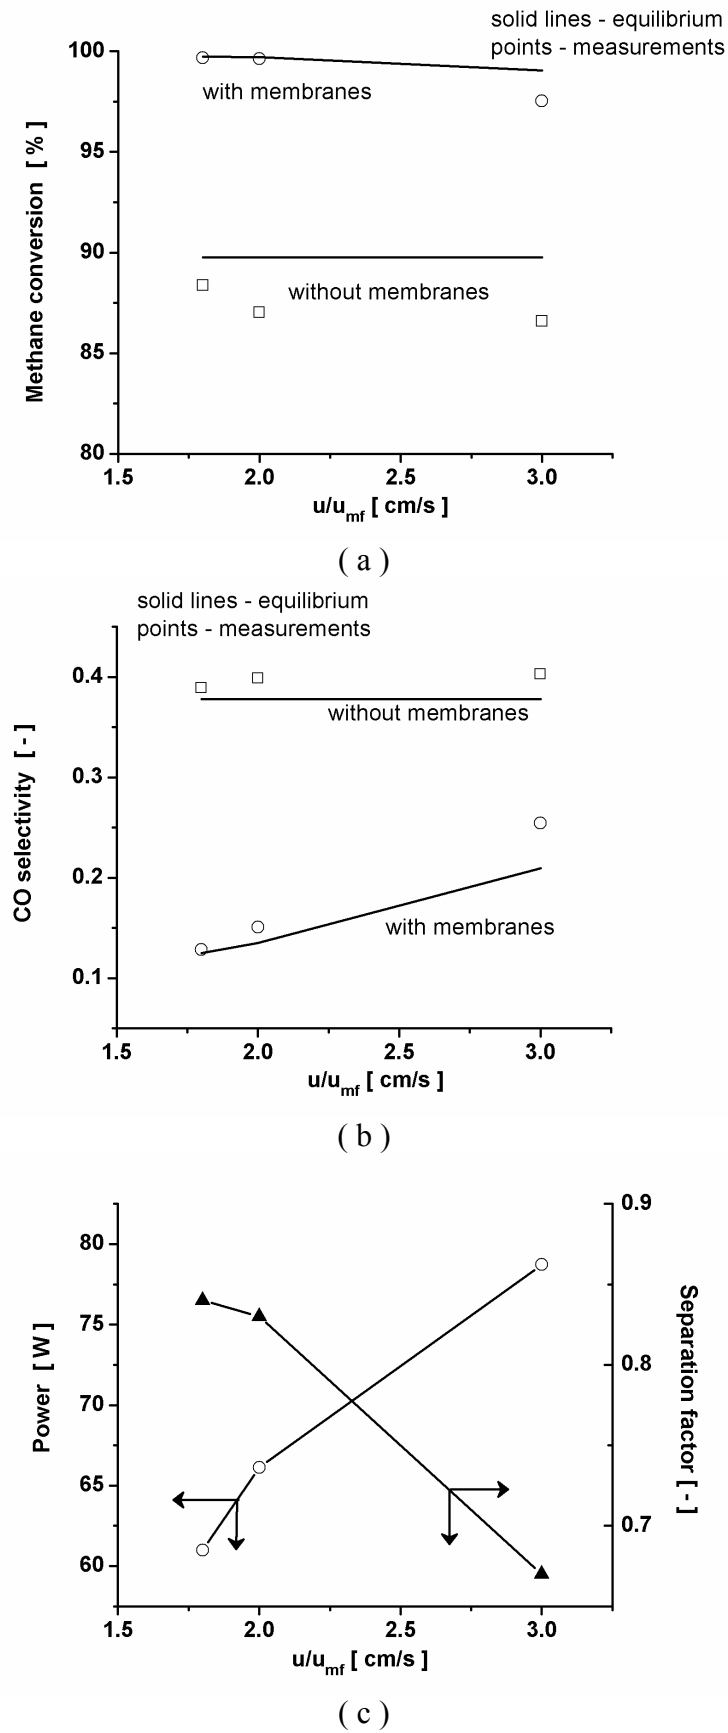 solid lines - equilibrium
points - measurements
100
95
90
85
80
Methane conversion [ % ]
with membranes
without membranes
1.5 2.0 2.5 3.0
u/umf [ cm/s ]
( a )
solid lines - equilibrium
points - measurements
0.4
0.3
0.2
0.1
CO selectivity [ - ]
without membranes
with membranes
1.5 2.0 2.5 3.0
u/umf [ cm/s ]
( b )
80
75
70
65
60
Power [ W ]
0.9
0.8
0.7
Separation factor [ - ]
1.5 2.0 2.5 3.0
u/umf [ cm/s ]
( c )